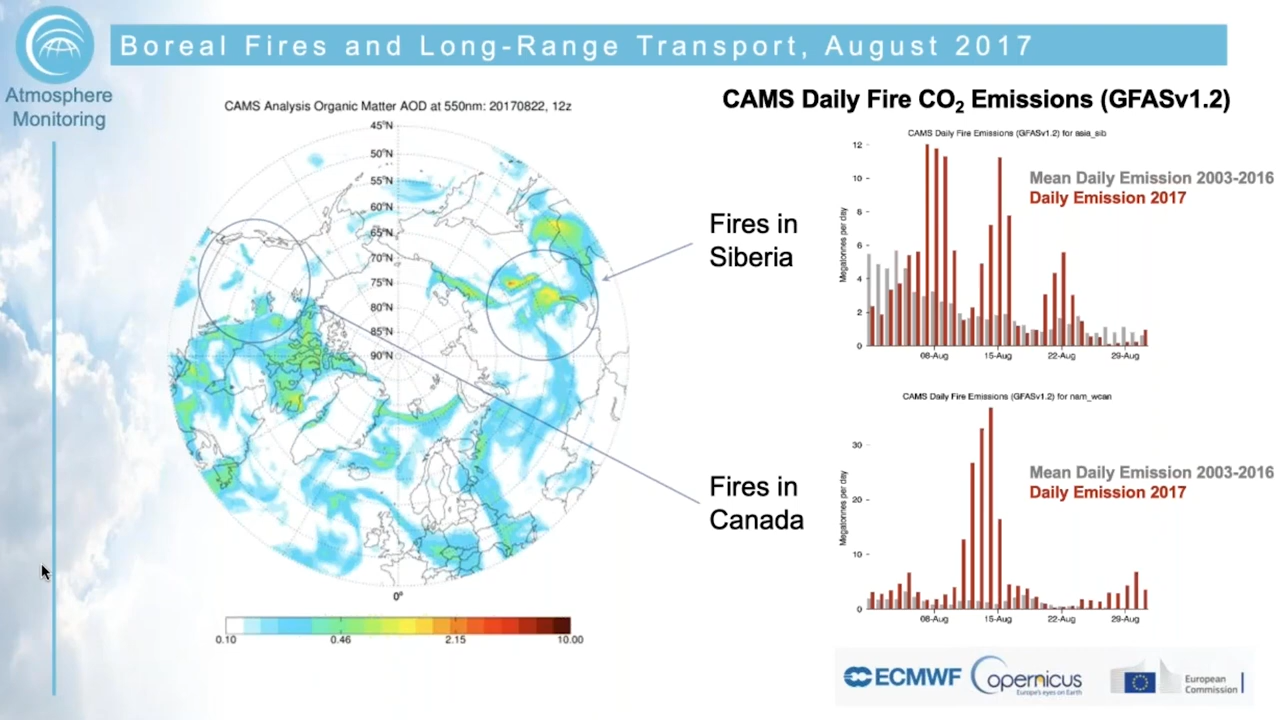 Boreal Fires and Long-Range Transport, August 2017
Atmosphere
Monitoring
CAMS Analysis Organic Matter AOD at 550nm: 20170822, 12z
45°N
50°N
55°N
60°N
65°N
70°N
75°N
80°N
85°N
90°N
0°
0.10
0.46
2.15
10.00
Fires in
Siberia
Fires in
Canada
CAMS Daily Fire CO₂ Emissions (GFASv1.2)
CAMS Daily Fire Emissions (GFASv1.2) for asia_sib
Mean Daily Emission 2003-2016
Daily Emission 2017
Megatonnes per day
12
10
8
6
4
2
0
08-Aug
15-Aug
22-Aug
29-Aug
CAMS Daily Fire Emissions (GFASv1.2) for nam_wcan
Mean Daily Emission 2003-2016
Daily Emission 2017
Megatonnes per day
30
20
10
0
08-Aug
15-Aug
22-Aug
29-Aug
ECMWF
Copernicus
Europe's eyes on Earth
European
Commission